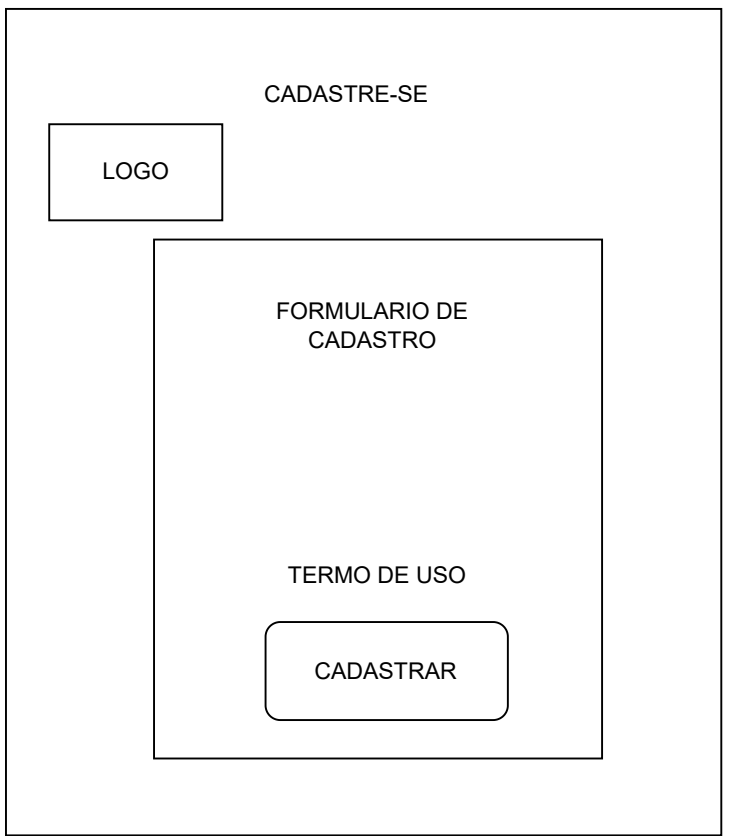 CADASTRE-SE
LOGO
FORMULARIO DE
CADASTRO
TERMO DE USO
CADASTRAR